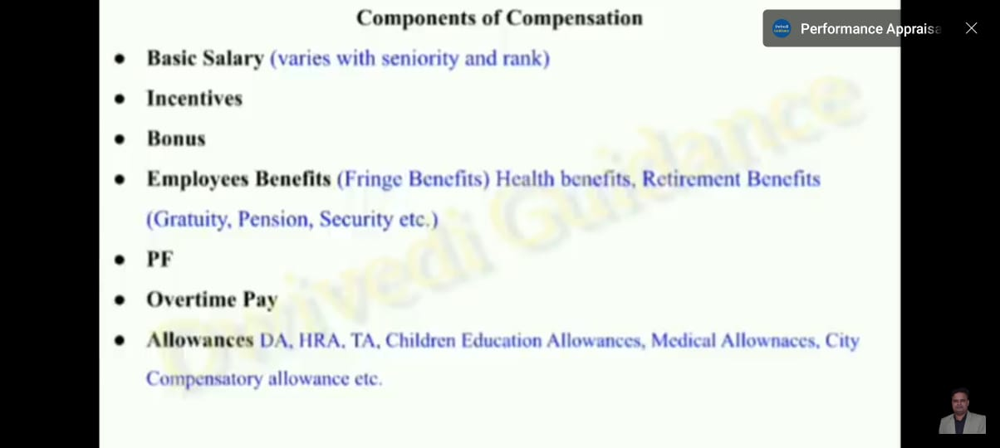 Components of Compensation
Performance Appraisa
● Basic Salary (varies with seniority and rank)
● Incentives
● Bonus
● Employees Benefits (Fringe Benefits) Health benefits, Retirement Benefits
(Gratuity, Pension, Security etc.)
● PF
● Overtime Pay
● Allowances DA, HRA, TA, Children Education Allowances, Medical Allownaces, City
Compensatory allowance etc.
Dwivedi Guidance